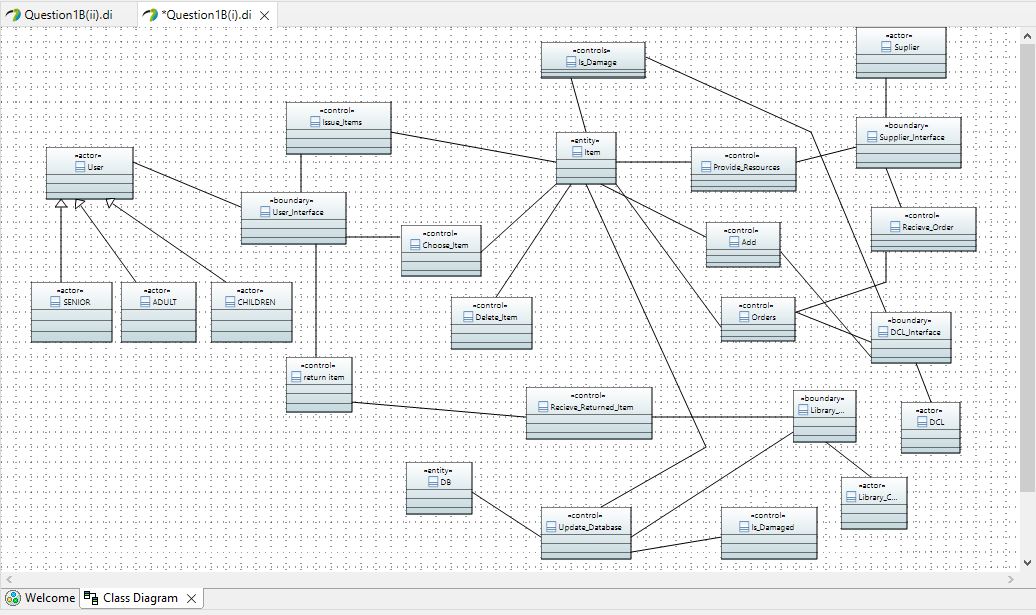 Question1B(ii).di
*Question1B(i).di
«actor»
Suplier
«controls»
Is_Damage
«control»
Issue_Items
«boundary»
Supplier_Interface
«entity»
Item
«actor»
User
«control»
Provide_Resources
«boundary»
User_Interface
«control»
Recieve_Order
«control»
Choose_Item
«control»
Add
«actor»
SENIOR
«actor»
ADULT
«actor»
CHILDREN
«control»
Delete_Item
«control»
Orders
«boundary»
DCL_Interface
«control»
return item
«control»
Recieve_Returned_Item
«boundary»
Library_...
«actor»
DCL
«entity»
DB
«actor»
Library_C...
«control»
Update_Database
«control»
Is_Damaged
Welcome
Class Diagram